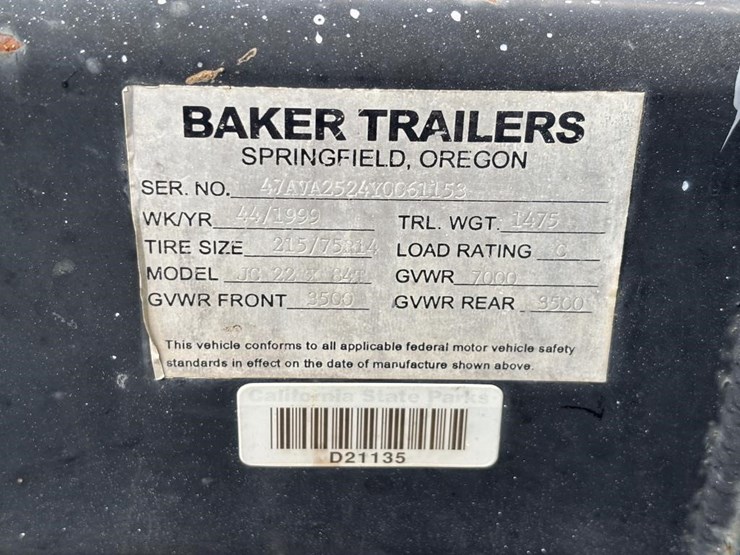 BAKER TRAILERS
SPRINGFIELD, OREGON
SER. NO.
WK/YR 44/1999 TRL. WGT. 1475
TIRE SIZE 215/75R14 LOAD RATING C
MODEL
GVWR 7000
GVWR FRONT 3500 GVWR REAR 3500
This vehicle conforms to all applicable federal motor vehicle safety
standards in effect on the date of manufacture shown above.
California State Parks
D21135